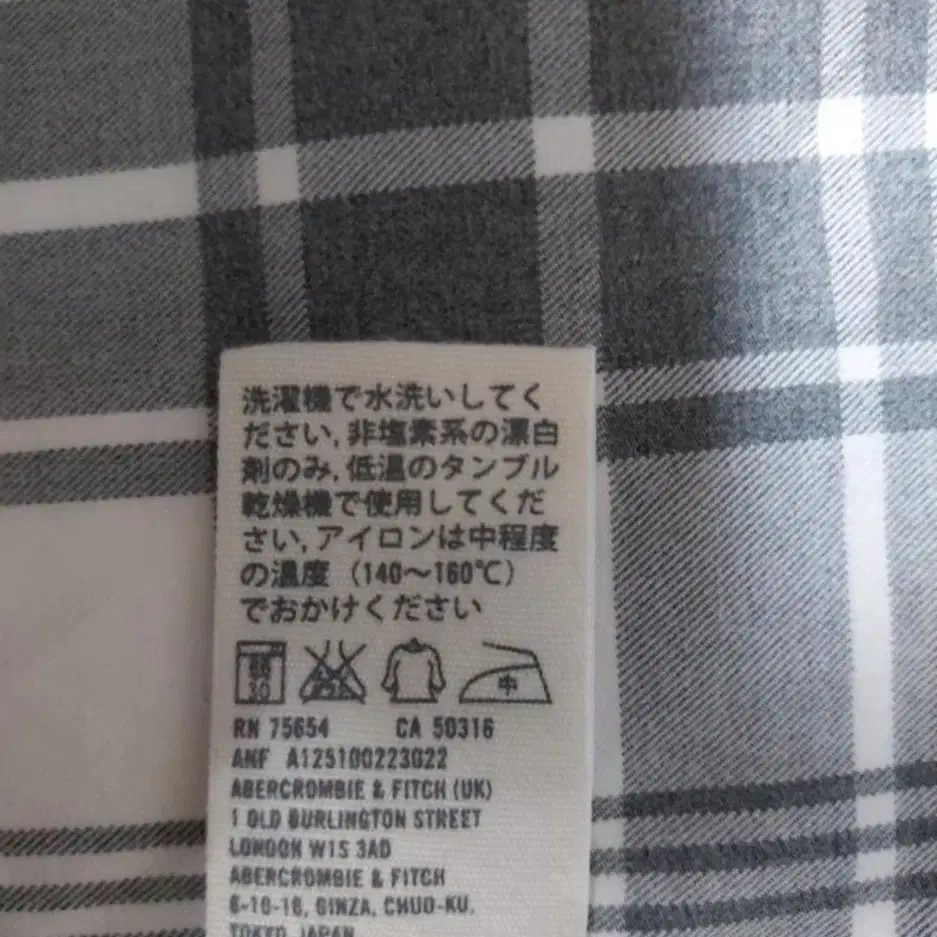 洗濯機で水洗いしてく
ださい, 非塩素系の漂白
剤のみ, 低温のタンブル
乾燥機で使用してくだ
さい, アイロンは中程度
の温度 (140～160℃)
でおかけください
30
中
RN 75654 CA 50316
ANF A125100223022
ABERCROMBIE & FITCH (UK)
1 OLD BURLINGTON STREET
LONDON W1S 3AD
ABERCROMBIE & FITCH
6-10-16, GINZA, CHUO-KU,
TOKYO JAPAN